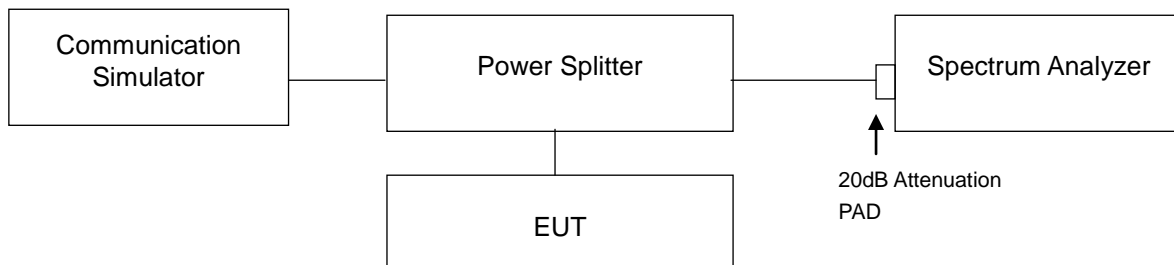 Communication
Simulator
Power Splitter
Spectrum Analyzer
20dB Attenuation
PAD
EUT